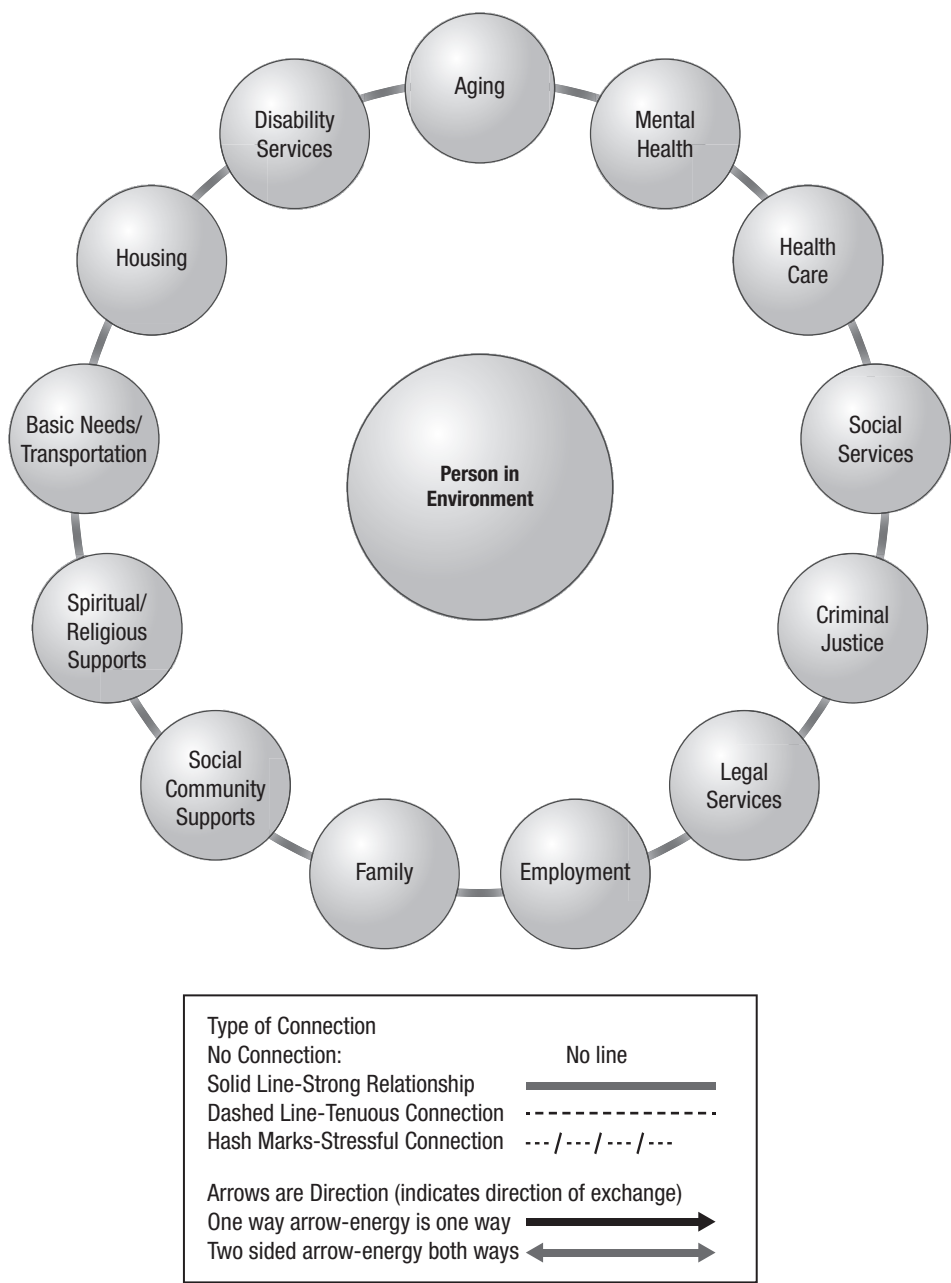 Aging
Mental
Health
Health
Care
Social
Services
Criminal
Justice
Legal
Services
Employment
Family
Social
Community
Supports
Spiritual/
Religious
Supports
Basic Needs/
Transportation
Housing
Disability
Services
Person in
Environment
Type of Connection
No Connection: No line
Solid Line-Strong Relationship
Dashed Line-Tenuous Connection
Hash Marks-Stressful Connection
Arrows are Direction (indicates direction of exchange)
One way arrow-energy is one way
Two sided arrow-energy both ways